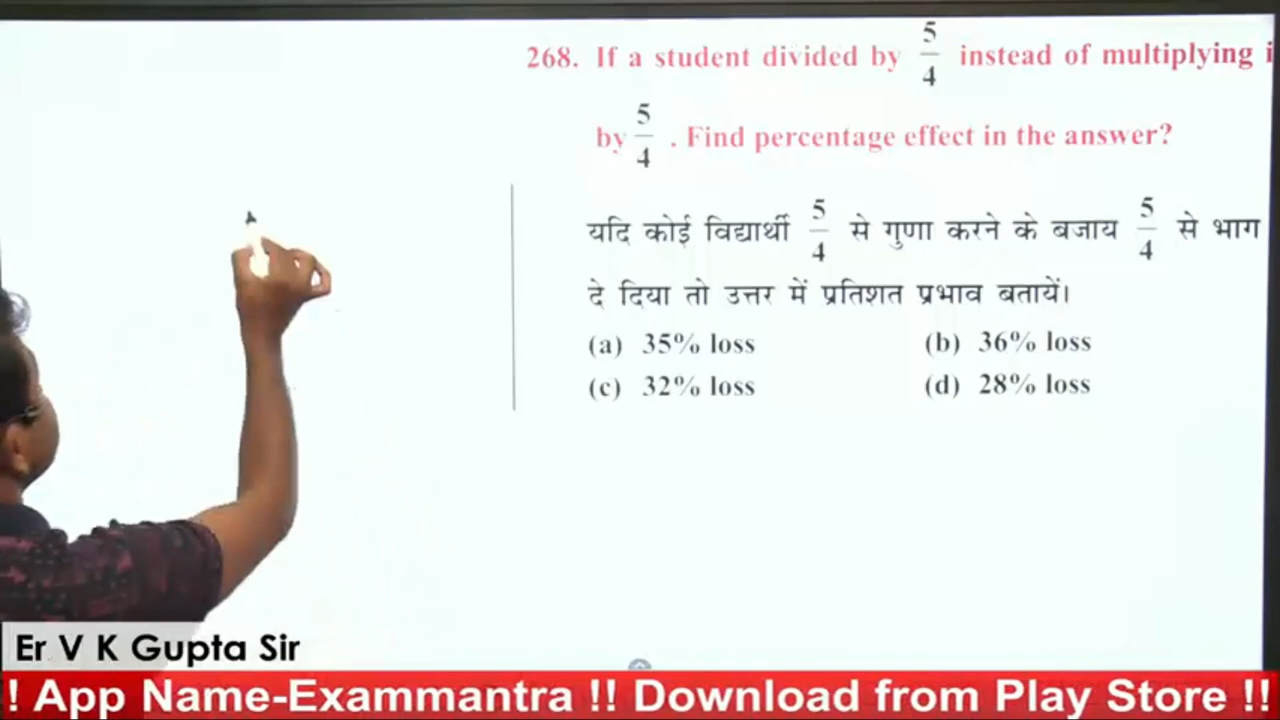 268. If a student divided by 5/4 instead of multiplying i
by 5/4 . Find percentage effect in the answer?
यदि कोई विद्यार्थी 5/4 से गुणा करने के बजाय 5/4 से भाग
दे दिया तो उत्तर में प्रतिशत प्रभाव बतायें।
(a) 35% loss (b) 36% loss
(c) 32% loss (d) 28% loss
Er V K Gupta Sir
! App Name-Exammantra !! Download from Play Store !!